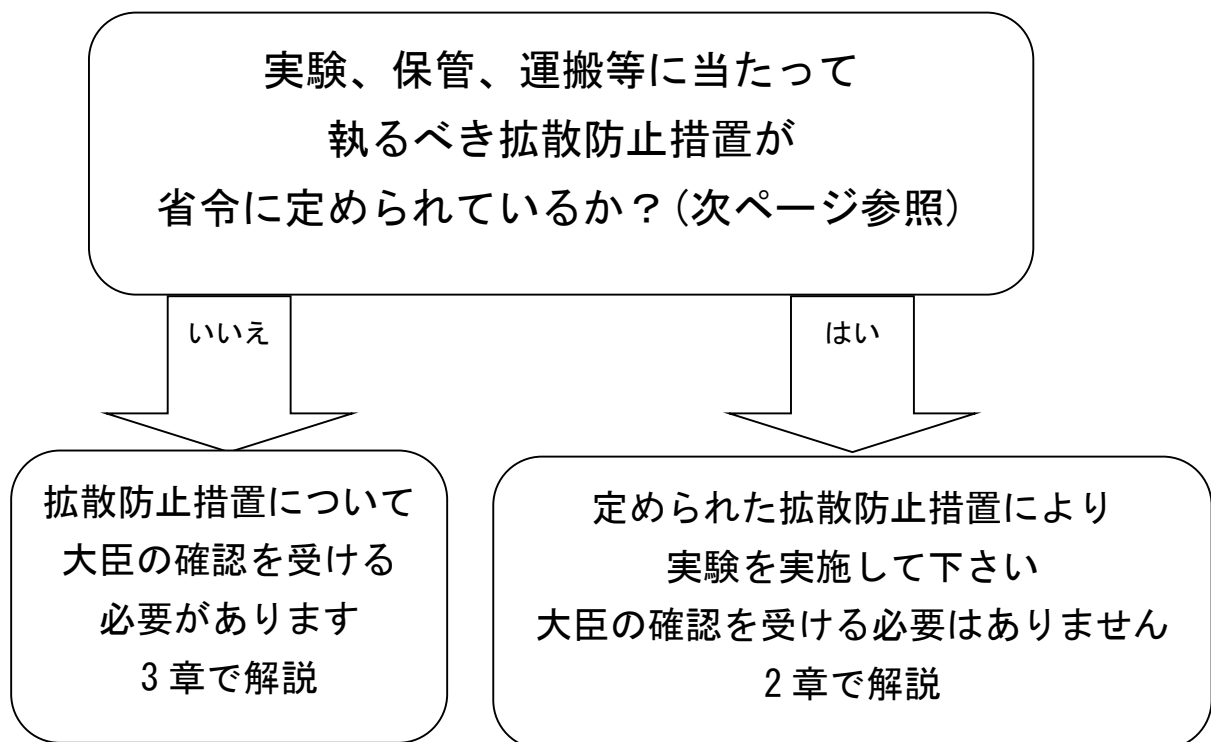 実験、保管、運搬等に当たって
執るべき拡散防止措置が
省令に定められているか？(次ページ参照)
いいえ
はい
拡散防止措置について
大臣の確認を受ける
必要があります
3 章で解説
定められた拡散防止措置により
実験を実施して下さい
大臣の確認を受ける必要はありません
2 章で解説